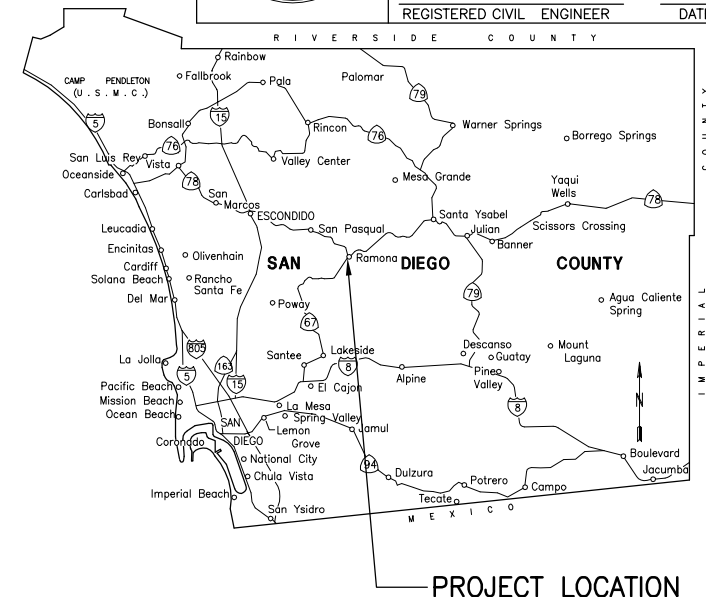 REGISTERED CIVIL ENGINEER
RIVERSIDE COUNTY
Rainbow
CAMP PENDLETON
(U.S.M.C.)
Fallbrook
Pala
Palomar
79
5
15
Bonsall
Rincon
76
Warner Springs
Borrego Springs
COUNTY
San Luis Rey
76
Vista
Valley Center
Oceanside
78
Mesa Grande
Yaqui
Wells
78
Carlsbad
San
Marcos
ESCONDIDO
Santa Ysabel
Julian
Scissors Crossing
Leucadia
San Pasqual
Banner
Encinitas
Olivenhain
Ramona
SAN DIEGO COUNTY
Cardiff
Solana Beach
Rancho
Santa Fe
Del Mar
Poway
79
Agua Caliente
Spring
IMPERIAL
67
805
La Jolla
163
Santee
Lakeside
Descanso
Guatay
Mount
Laguna
5
15
8
Alpine
Pine
Valley
Pacific Beach
El Cajon
Mission Beach
La Mesa
8
N
Ocean Beach
SAN
DIEGO
Spring Valley
Lemon
Grove
Jamul
Coronado
National City
94
Boulevard
Chula Vista
Dulzura
Potrero
Jacumba
Imperial Beach
Tecate
Campo
San Ysidro
MEXICO
PROJECT LOCATION